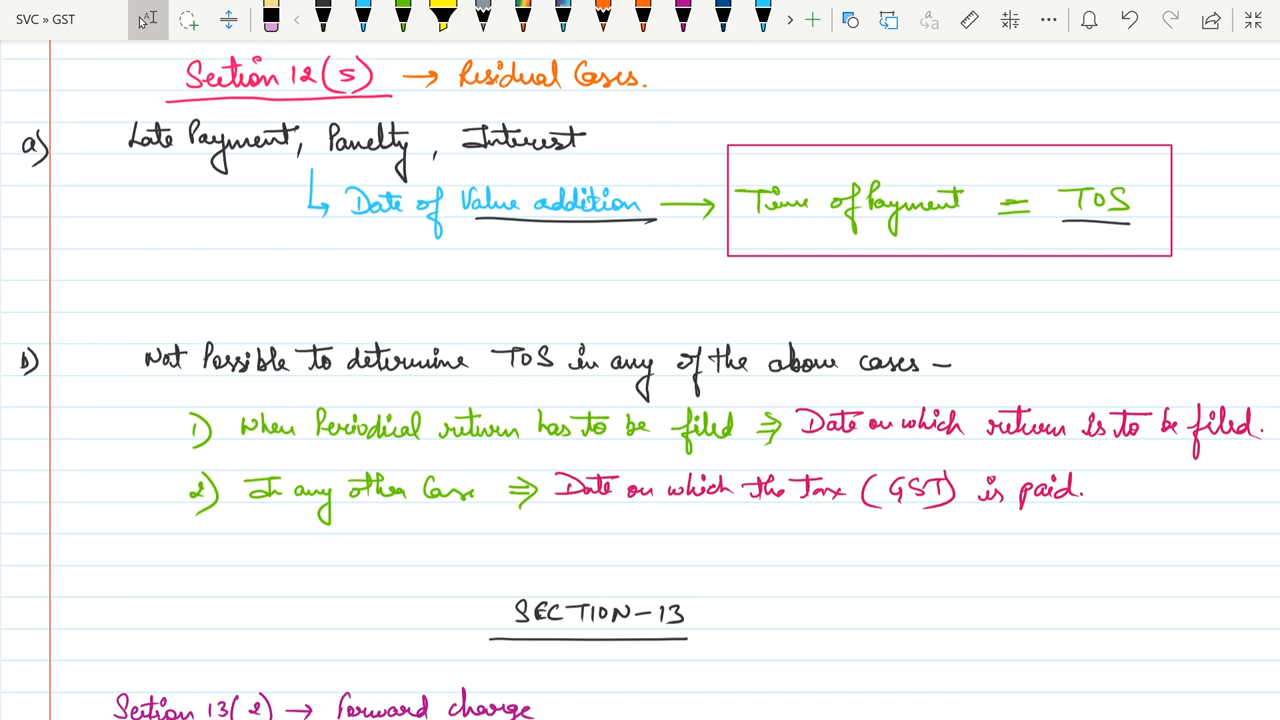 SVC » GST
Section 12(5) → Residual Cases.
a) Late Payment, Panelty, Interest
↳ Date of Value addition → Time of Payment = TOS
b) Not Possible to determine TOS in any of the above cases –
1) When Periodical return has to be filed ⇒ Date on which return is to be filed.
2) In any other Case ⇒ Date on which the Tax (GST) is paid.
SECTION-13
Section 13(2) → Forward charge